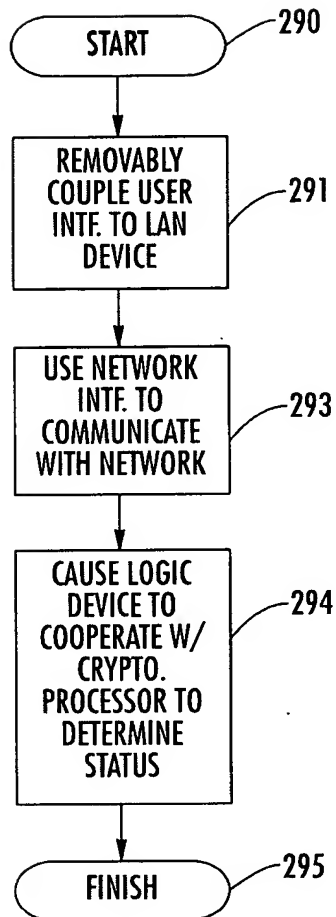 START
290
REMOVABLY
COUPLE USER
INTF. TO LAN
DEVICE
291
USE NETWORK
INTF. TO
COMMUNICATE
WITH NETWORK
293
CAUSE LOGIC
DEVICE TO
COOPERATE W/
CRYPTO.
PROCESSOR TO
DETERMINE
STATUS
294
FINISH
295